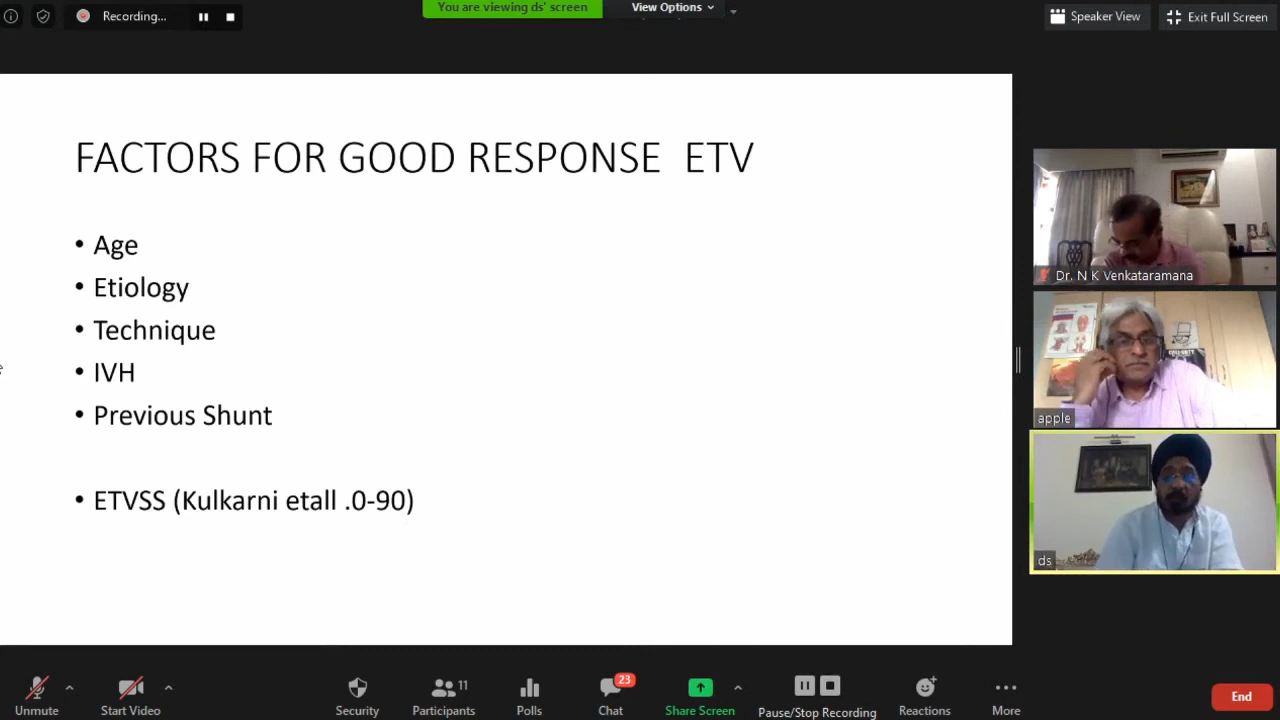 Recording...
You are viewing ds' screen
View Options
Speaker View
Exit Full Screen
FACTORS FOR GOOD RESPONSE ETV
• Age
• Etiology
• Technique
• IVH
• Previous Shunt
• ETVSS (Kulkarni etall .0-90)
Dr. N K Venkataramana
apple
ds
Unmute
Start Video
Security
11
Participants
Polls
23
Chat
Share Screen
Pause/Stop Recording
Reactions
More
End